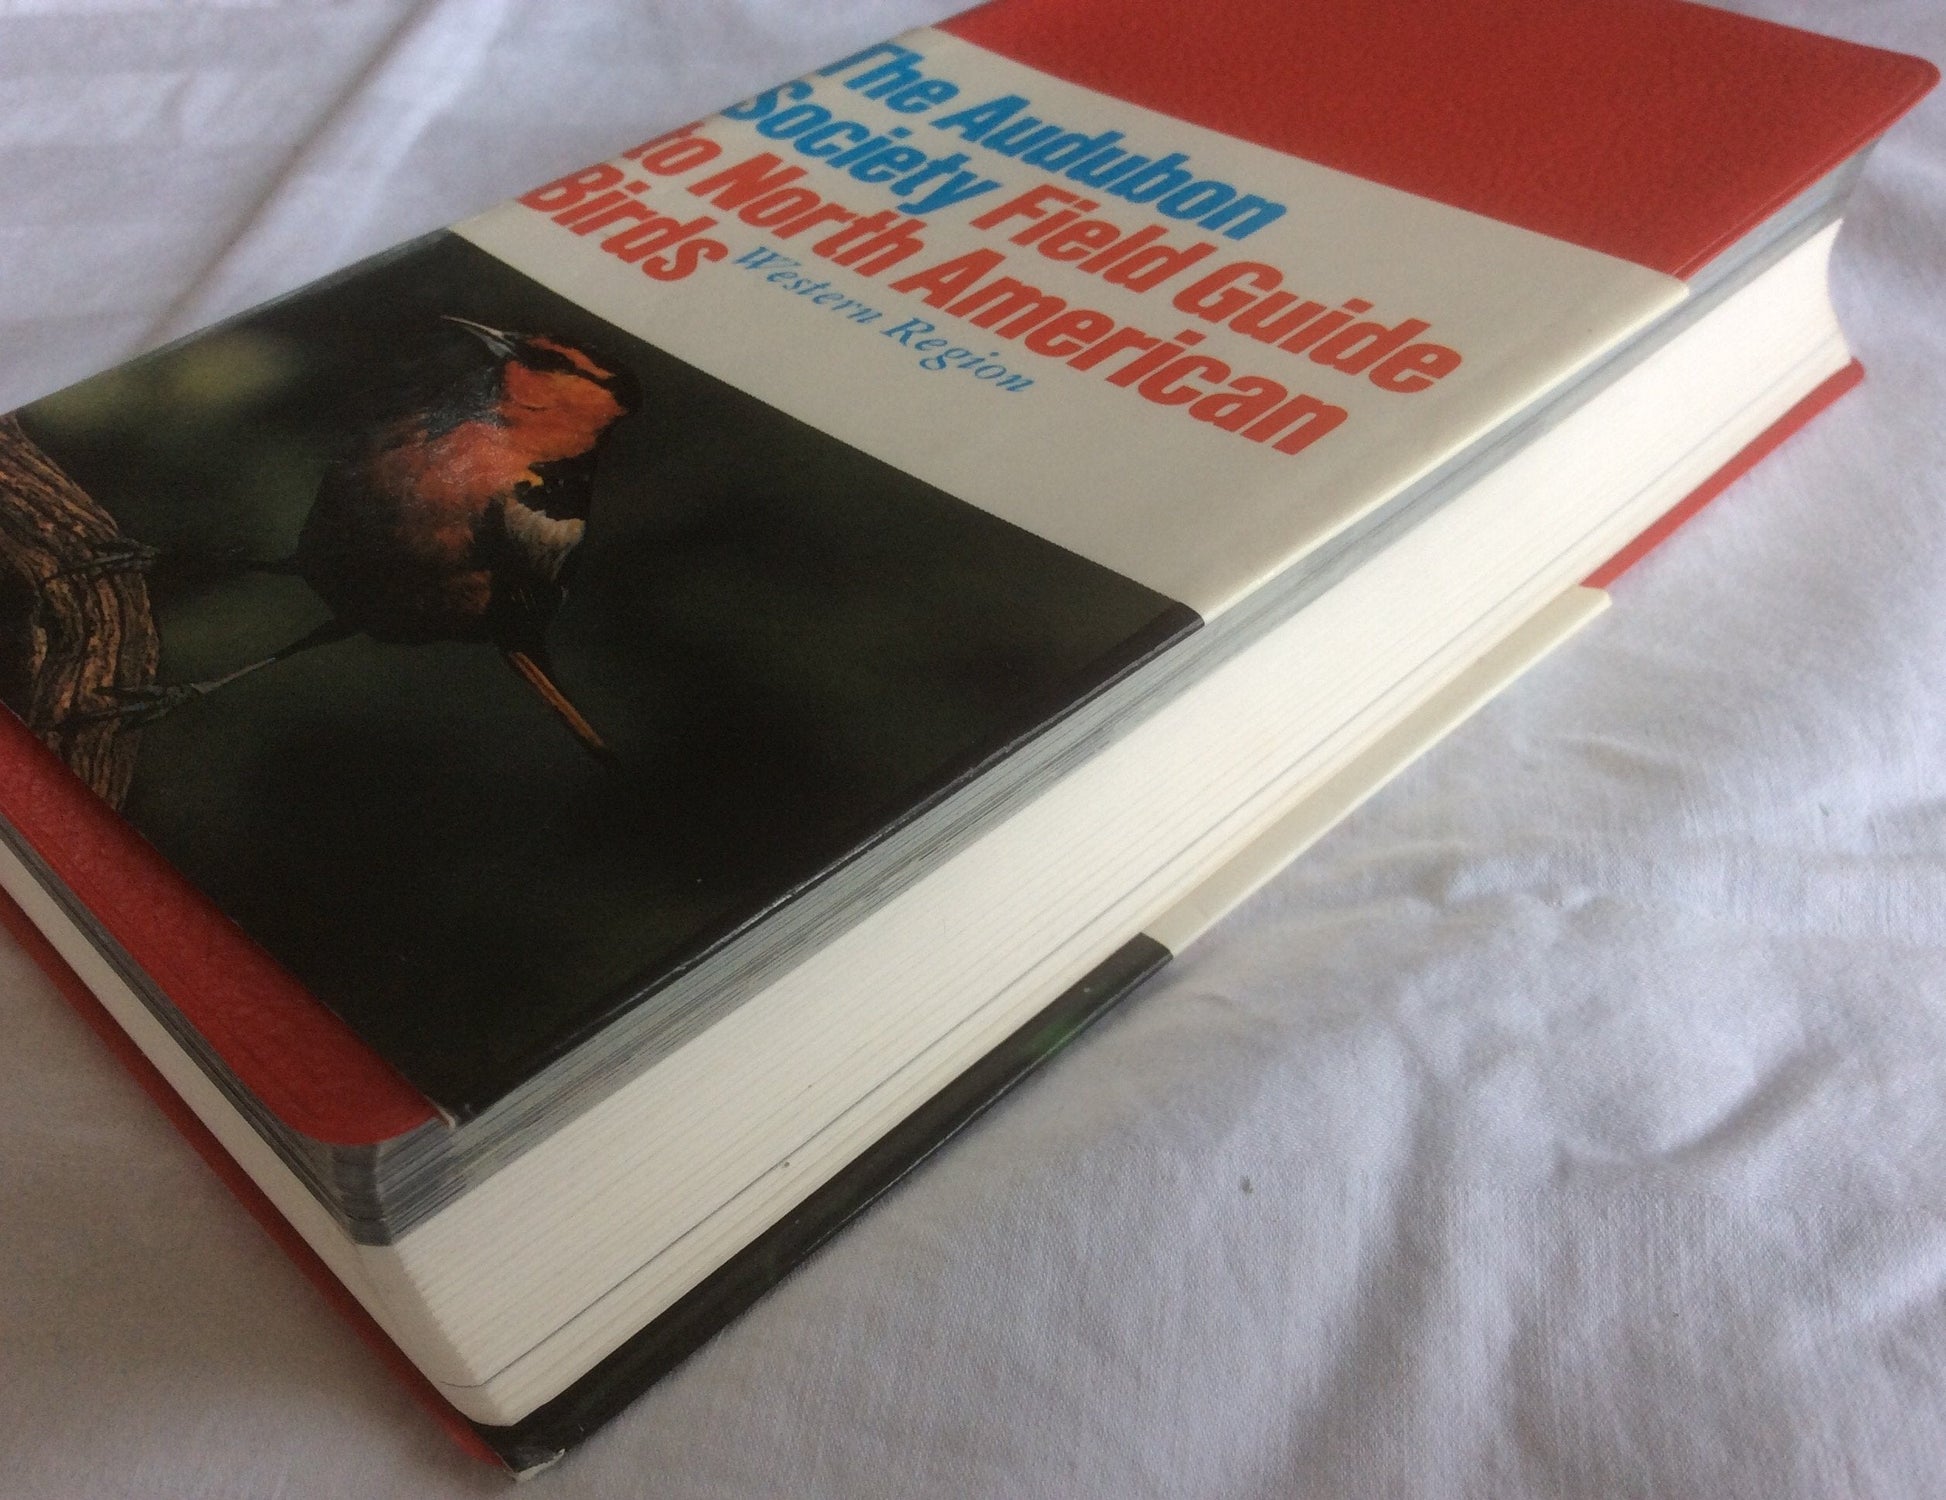 The Audubon
Society Field Guide
to North American
Birds Western Region